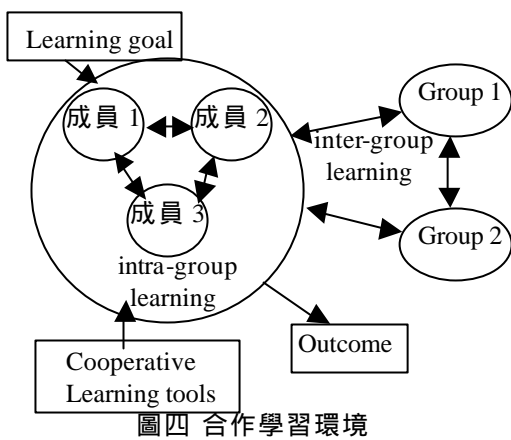 Learning goal
成員 1
成員 2
成員 3
intra-group
learning
inter-group
learning
Group 1
Group 2
Outcome
Cooperative
Learning tools
圖四 合作學習環境